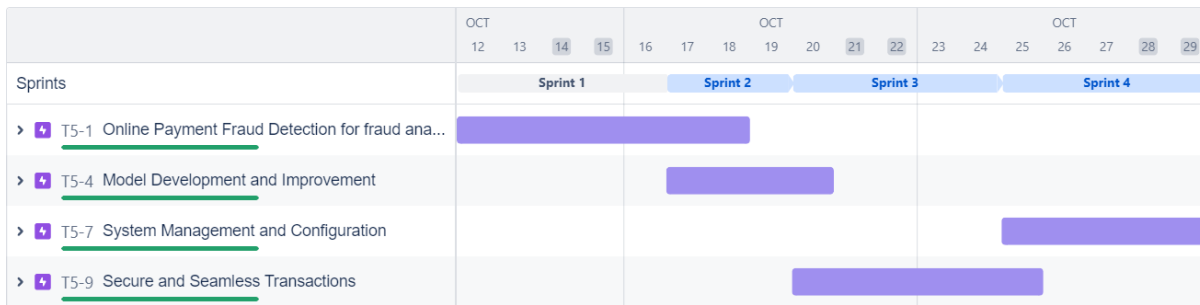 OCT OCT OCT
12 13 14 15 16 17 18 19 20 21 22 23 24 25 26 27 28 29
Sprints Sprint 1 Sprint 2 Sprint 3 Sprint 4
T5-1 Online Payment Fraud Detection for fraud ana...
T5-4 Model Development and Improvement
T5-7 System Management and Configuration
T5-9 Secure and Seamless Transactions